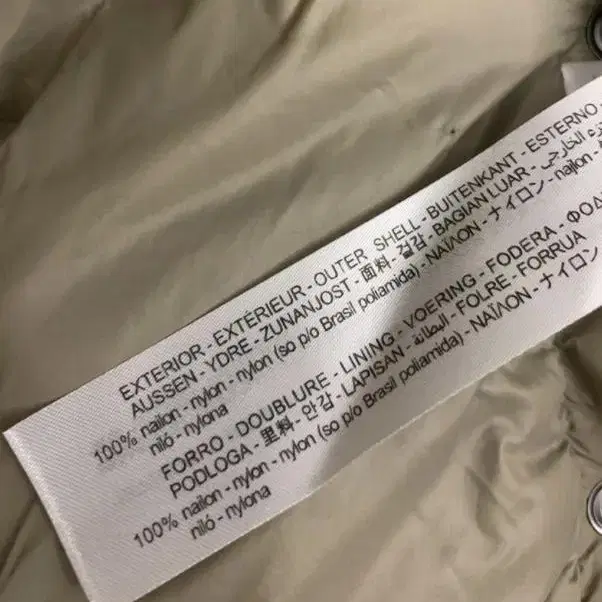 EXTERIOR - EXTÉRIEUR - OUTER SHELL - BUITENKANT - ESTERNO -
AUSSEN - YDRE - ZUNANJOST - 面料 - 겉감 - BAGIAN LUAR - الخارجي
100% nailon - nylon - nylon (so p/o Brasil poliamida) - NAÏΛON - ナイロン - nailon -
niló - nylona
FORRO - DOUBLURE - LINING - VOERING - FODERA - ΦΟΔ
PODLOGA - 里料 - 안감 - LAPISAN - البطانة - FOLRE - FORRUA
100% nailon - nylon - nylon (so p/o Brasil poliamida) - NAÏΛON - ナイロン
niló - nylona